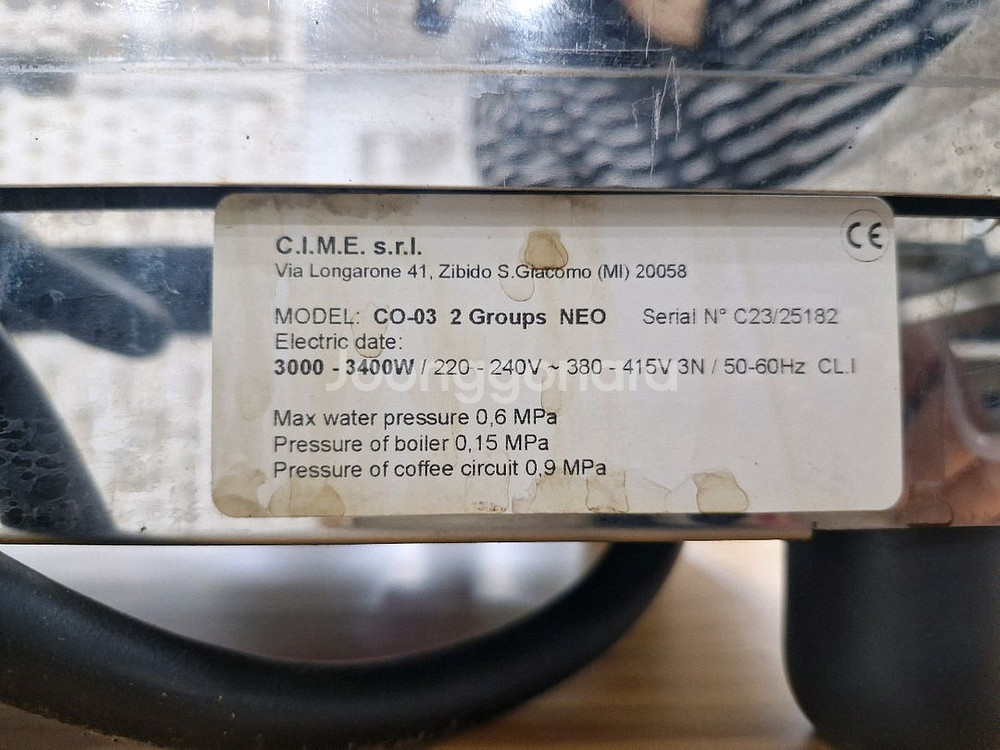 C.I.M.E. s.r.l.
CE
Via Longarone 41, Zibido S.Giacomo (MI) 20058
MODEL: CO-03 2 Groups NEO Serial N° C23/25182
Electric date:
3000 - 3400W / 220 - 240V ~ 380 - 415V 3N / 50-60Hz CL.I
Joonggonara
Max water pressure 0,6 MPa
Pressure of boiler 0,15 MPa
Pressure of coffee circuit 0,9 MPa